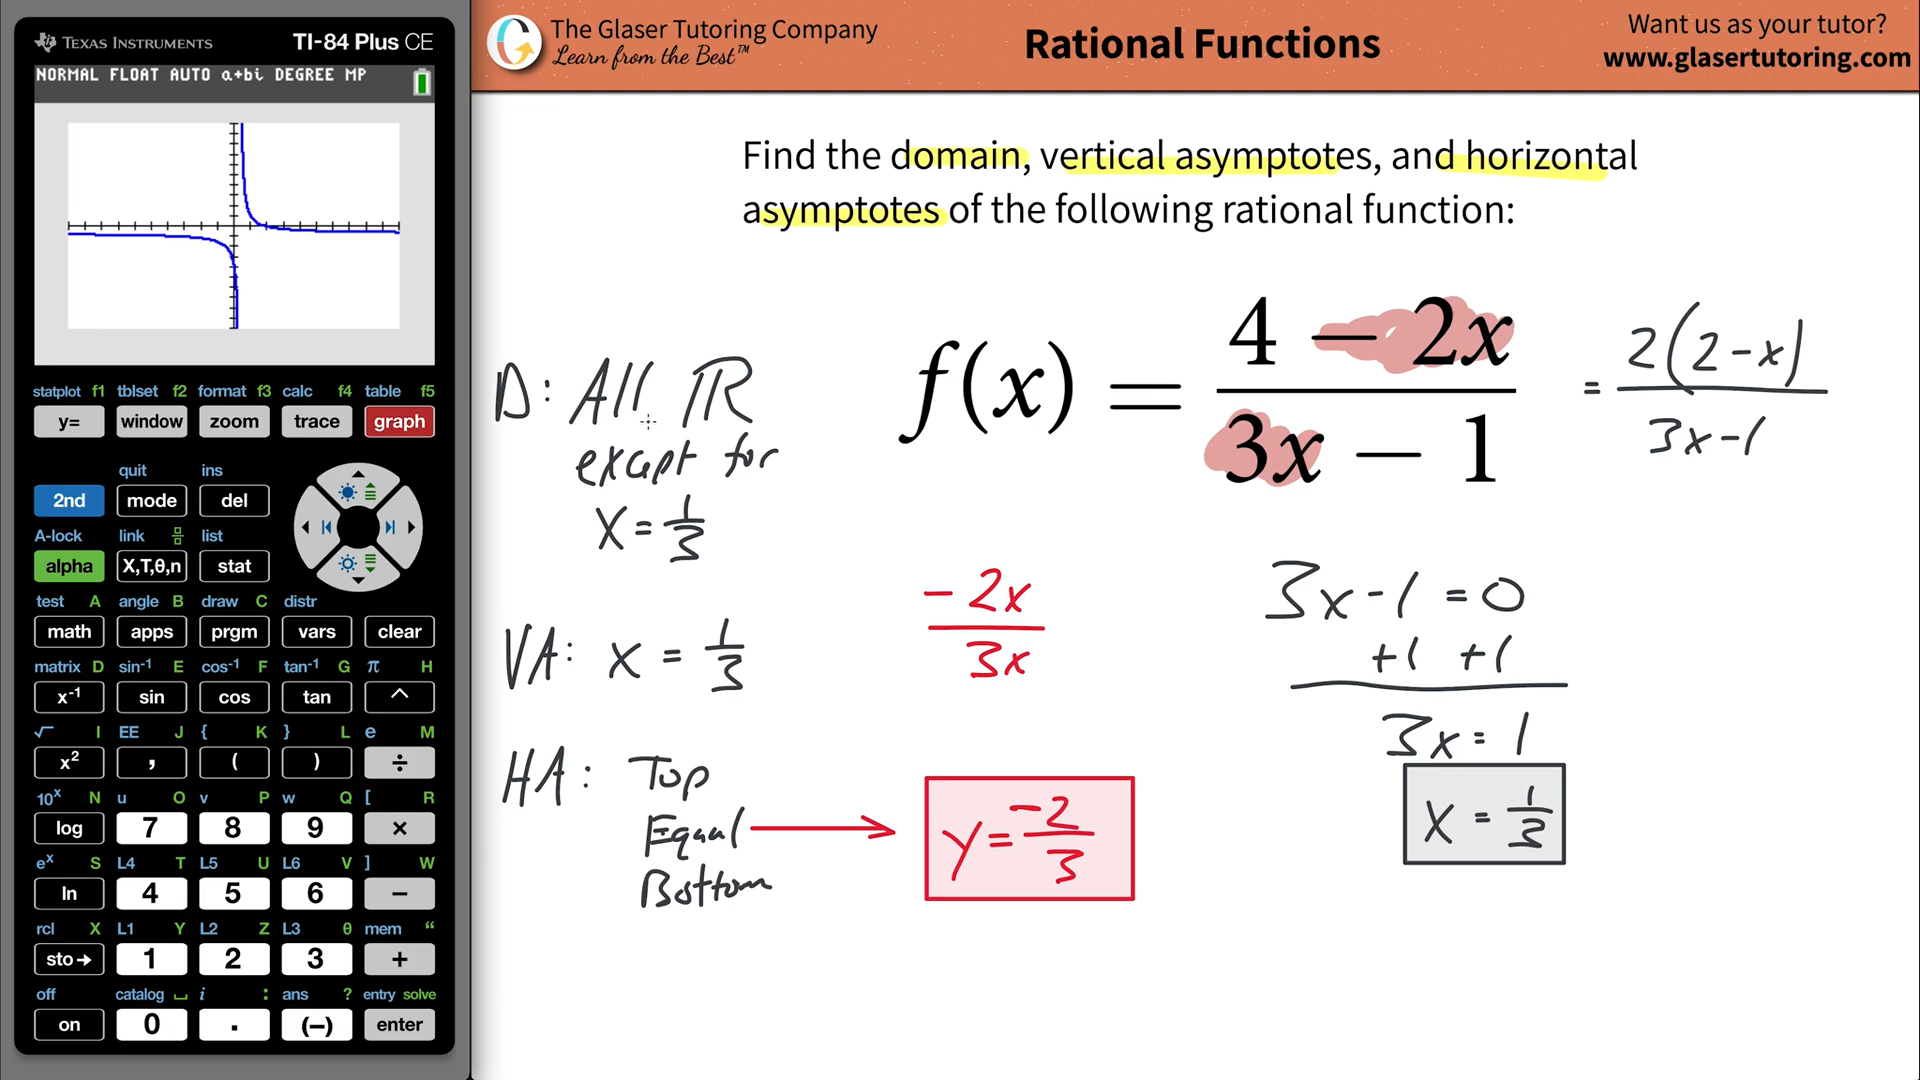 TEXAS INSTRUMENTS TI-84 Plus CE
NORMAL FLOAT AUTO a+bi DEGREE MP
statplot f1 tblset f2 format f3 calc f4 table f5
y= window zoom trace graph
quit ins
2nd mode del
A-lock link list
alpha X,T,θ,n stat
test A angle B draw C distr
math apps prgm vars clear
matrix D sin-1 E cos-1 F tan-1 G π H
x-1 sin cos tan ^
√ I EE J { K } L e M
x² , ( ) ÷
10x N u O v P w Q [ R
log 7 8 9 ×
ex S L4 T L5 U L6 V ] W
ln 4 5 6 −
rcl X L1 Y L2 Z L3 θ mem “
sto→ 1 2 3 +
off catalog ⎵ i : ans ? entry solve
on 0 . (−) enter
The Glaser Tutoring Company
Learn from the Best™
Rational Functions
Want us as your tutor?
www.glasertutoring.com
Find the domain, vertical asymptotes, and horizontal
asymptotes of the following rational function:
f(x) = (4 − 2x)/(3x − 1) = 2(2-x)/(3x-1)
D: All ℝ
except for
X = 1/3
VA: x = 1/3
HA: Top
Equal
Bottom
-2x/3x
y = -2/3
3x-1 = 0
+1 +1
3x = 1
X = 1/3